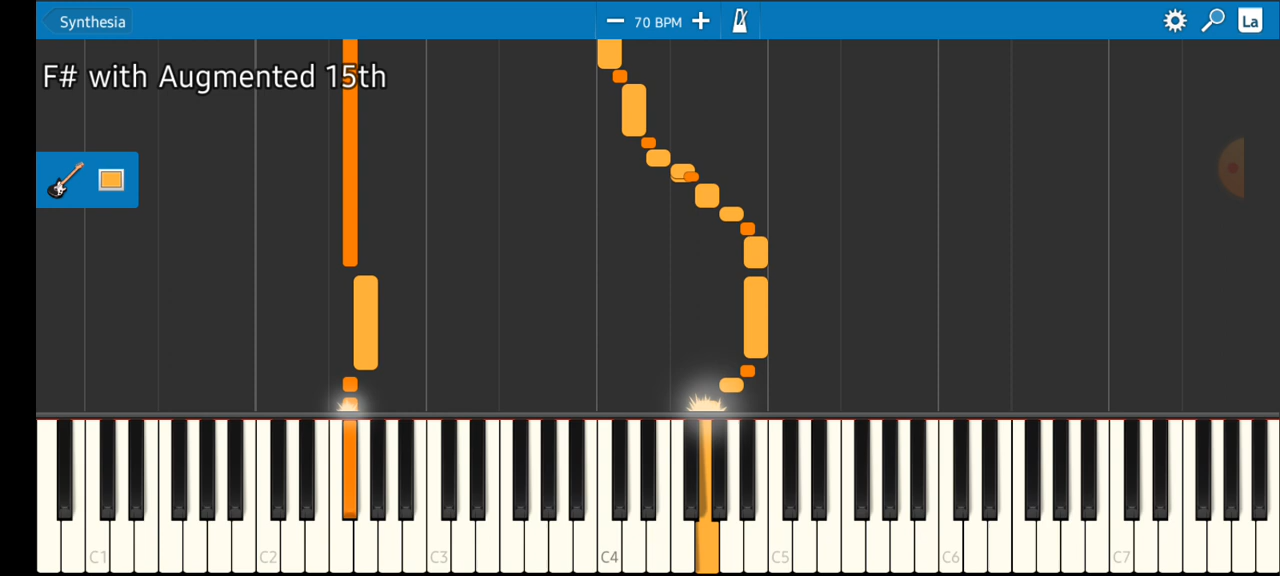 Synthesia
70 BPM
La
F# with Augmented 15th
C1 C2 C3 C4 C5 C6 C7